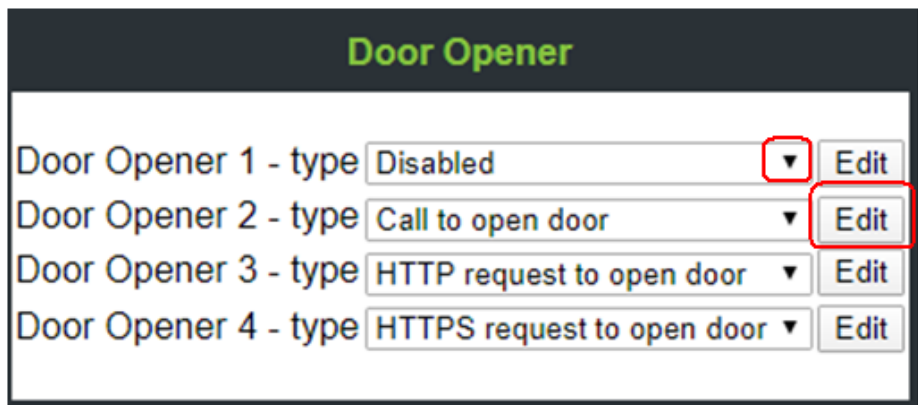 Door Opener
Door Opener 1 - type Disabled Edit
Door Opener 2 - type Call to open door Edit
Door Opener 3 - type HTTP request to open door Edit
Door Opener 4 - type HTTPS request to open door Edit